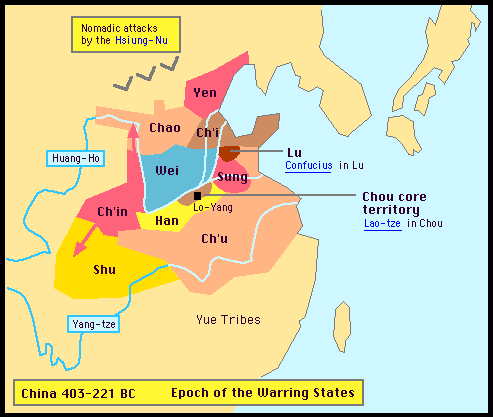 Nomadic attacks
by the Hsiung-Nu
Yen
Chao
Ch'i
Huang-Ho
Lu
Confucius in Lu
Wei
Sung
Chou core
territory
Lao-tze in Chou
Lo-Yang
Ch'in
Han
Ch'u
Shu
Yang-tze
Yue Tribes
China 403-221 BC Epoch of the Warring States